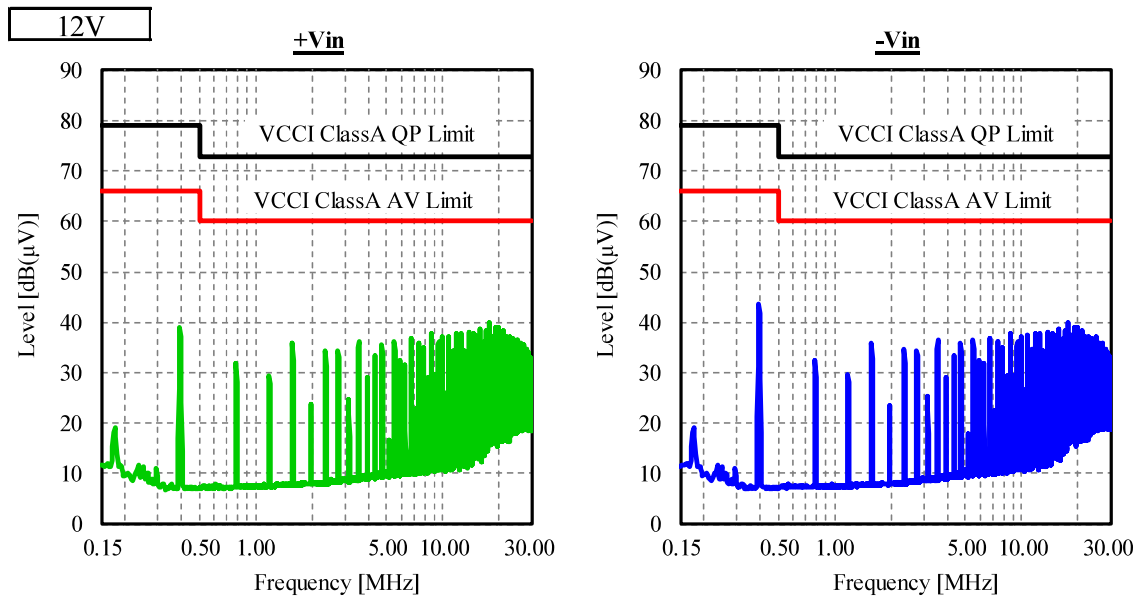 12V
+Vin
90
80
70
60
50
40
30
20
10
0
VCCI ClassA QP Limit
VCCI ClassA AV Limit
Level [dB(μV)]
0.15 0.50 1.00 5.00 10.00 30.00
Frequency [MHz]
-Vin
90
80
70
60
50
40
30
20
10
0
VCCI ClassA QP Limit
VCCI ClassA AV Limit
Level [dB(μV)]
0.15 0.50 1.00 5.00 10.00 30.00
Frequency [MHz]